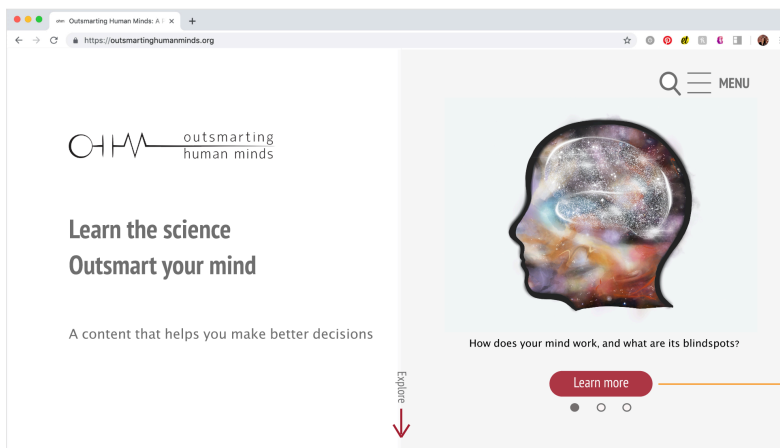 Outsmarting Human Minds: A
https://outsmartinghumanminds.org
MENU
outsmarting
human minds
Learn the science
Outsmart your mind
A content that helps you make better decisions
How does your mind work, and what are its blindspots?
Learn more
Explore